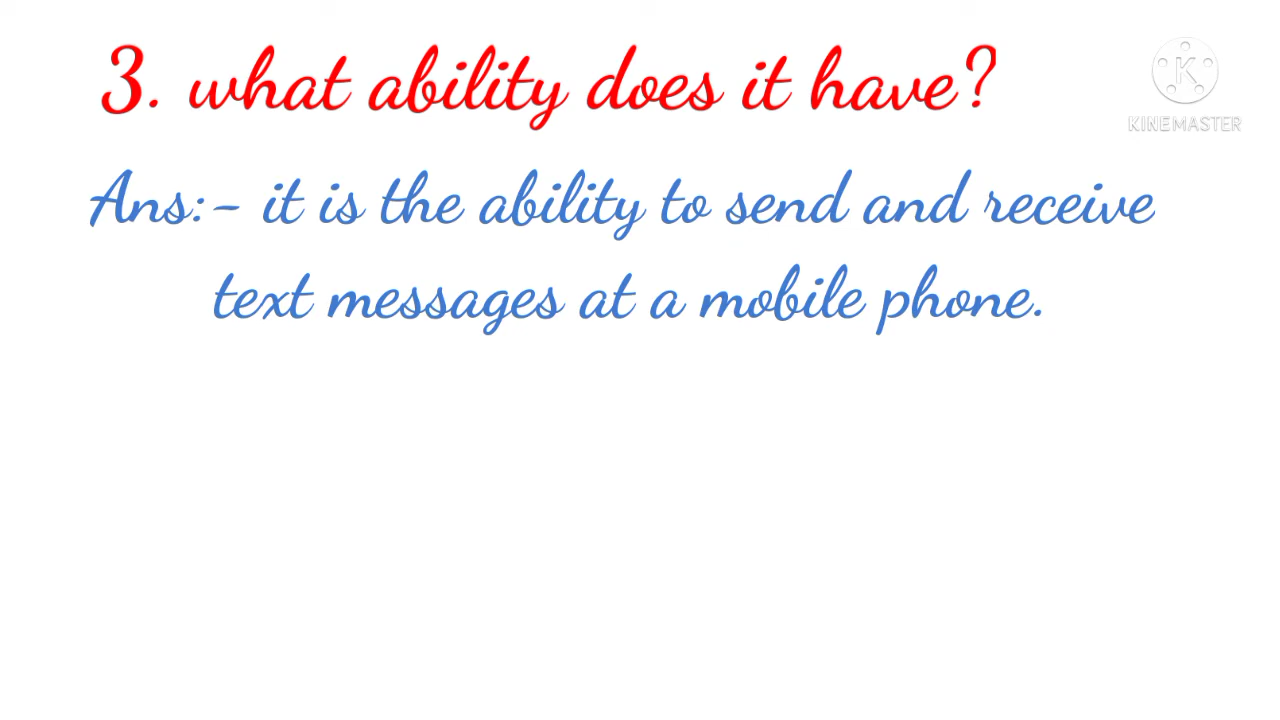 3. what ability does it have?
KINEMASTER
Ans:- it is the ability to send and receive
text messages at a mobile phone.